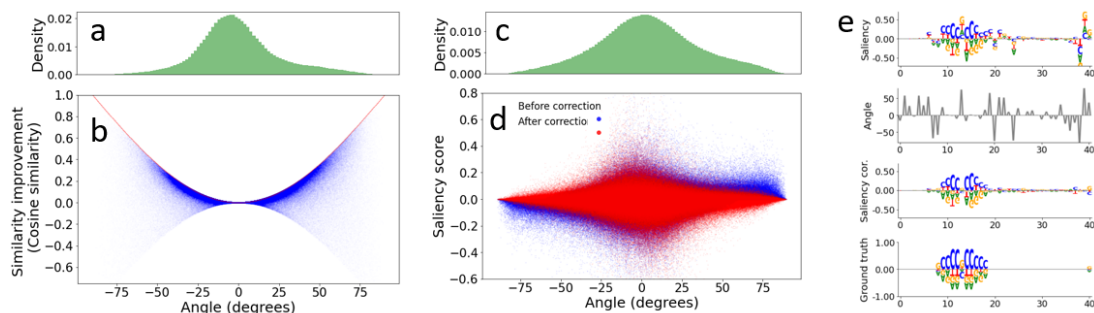 a
Density
0.02
0.01
0.00
b
Similarity improvement
(Cosine similarity)
1.0
0.8
0.6
0.4
0.2
0.0
−0.2
−0.4
−0.6
−75 −50 −25 0 25 50 75
Angle (degrees)
c
Density
0.010
0.005
0.000
d
Before correction
After correction
Saliency score
0.8
0.6
0.4
0.2
0.0
−0.2
−0.4
−0.6
−75 −50 −25 0 25 50 75
Angle (degrees)
e
Saliency
0.50
0.00
-0.50
0 10 20 30 40
Angle
50
0
−50
0 10 20 30 40
Saliency cor.
0.50
0.00
-0.50
0 10 20 30 40
Ground truth
1.00
0.00
-1.00
0 10 20 30 40